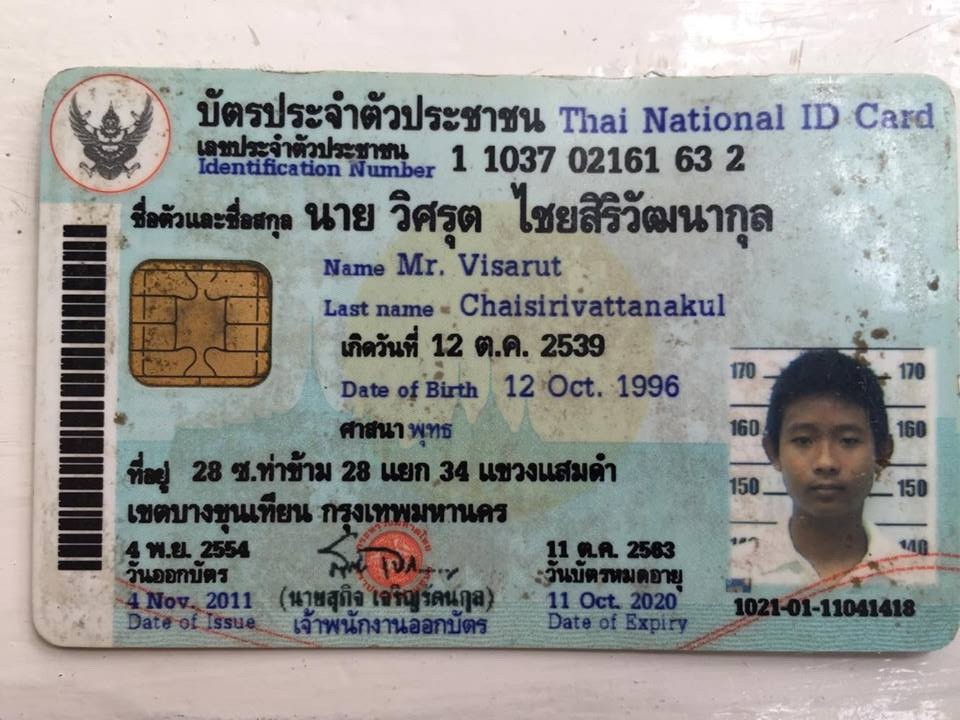 บัตรประจำตัวประชาชน Thai National ID Card
เลขประจำตัวประชาชน
Identification Number 1 1037 02161 63 2
ชื่อตัวและชื่อสกุล นาย วิศรุต ไชยสิริวัฒนากุล
Name Mr. Visarut
Last name Chaisirivattanakul
เกิดวันที่ 12 ต.ค. 2539
Date of Birth 12 Oct. 1996
ศาสนา พุทธ
ที่อยู่ 28 ซ.ท่าข้าม 28 แยก 34 แขวงแสมดำ
เขตบางขุนเทียน กรุงเทพมหานคร
4 พ.ย. 2554
วันออกบัตร
4 Nov. 2011
Date of Issue
(นายสุกิจ เจริญรัตนกุล)
เจ้าพนักงานออกบัตร
11 ต.ค. 2563
วันบัตรหมดอายุ
11 Oct. 2020
Date of Expiry
170 170
160 160
150 150
140
1021-01-11041418